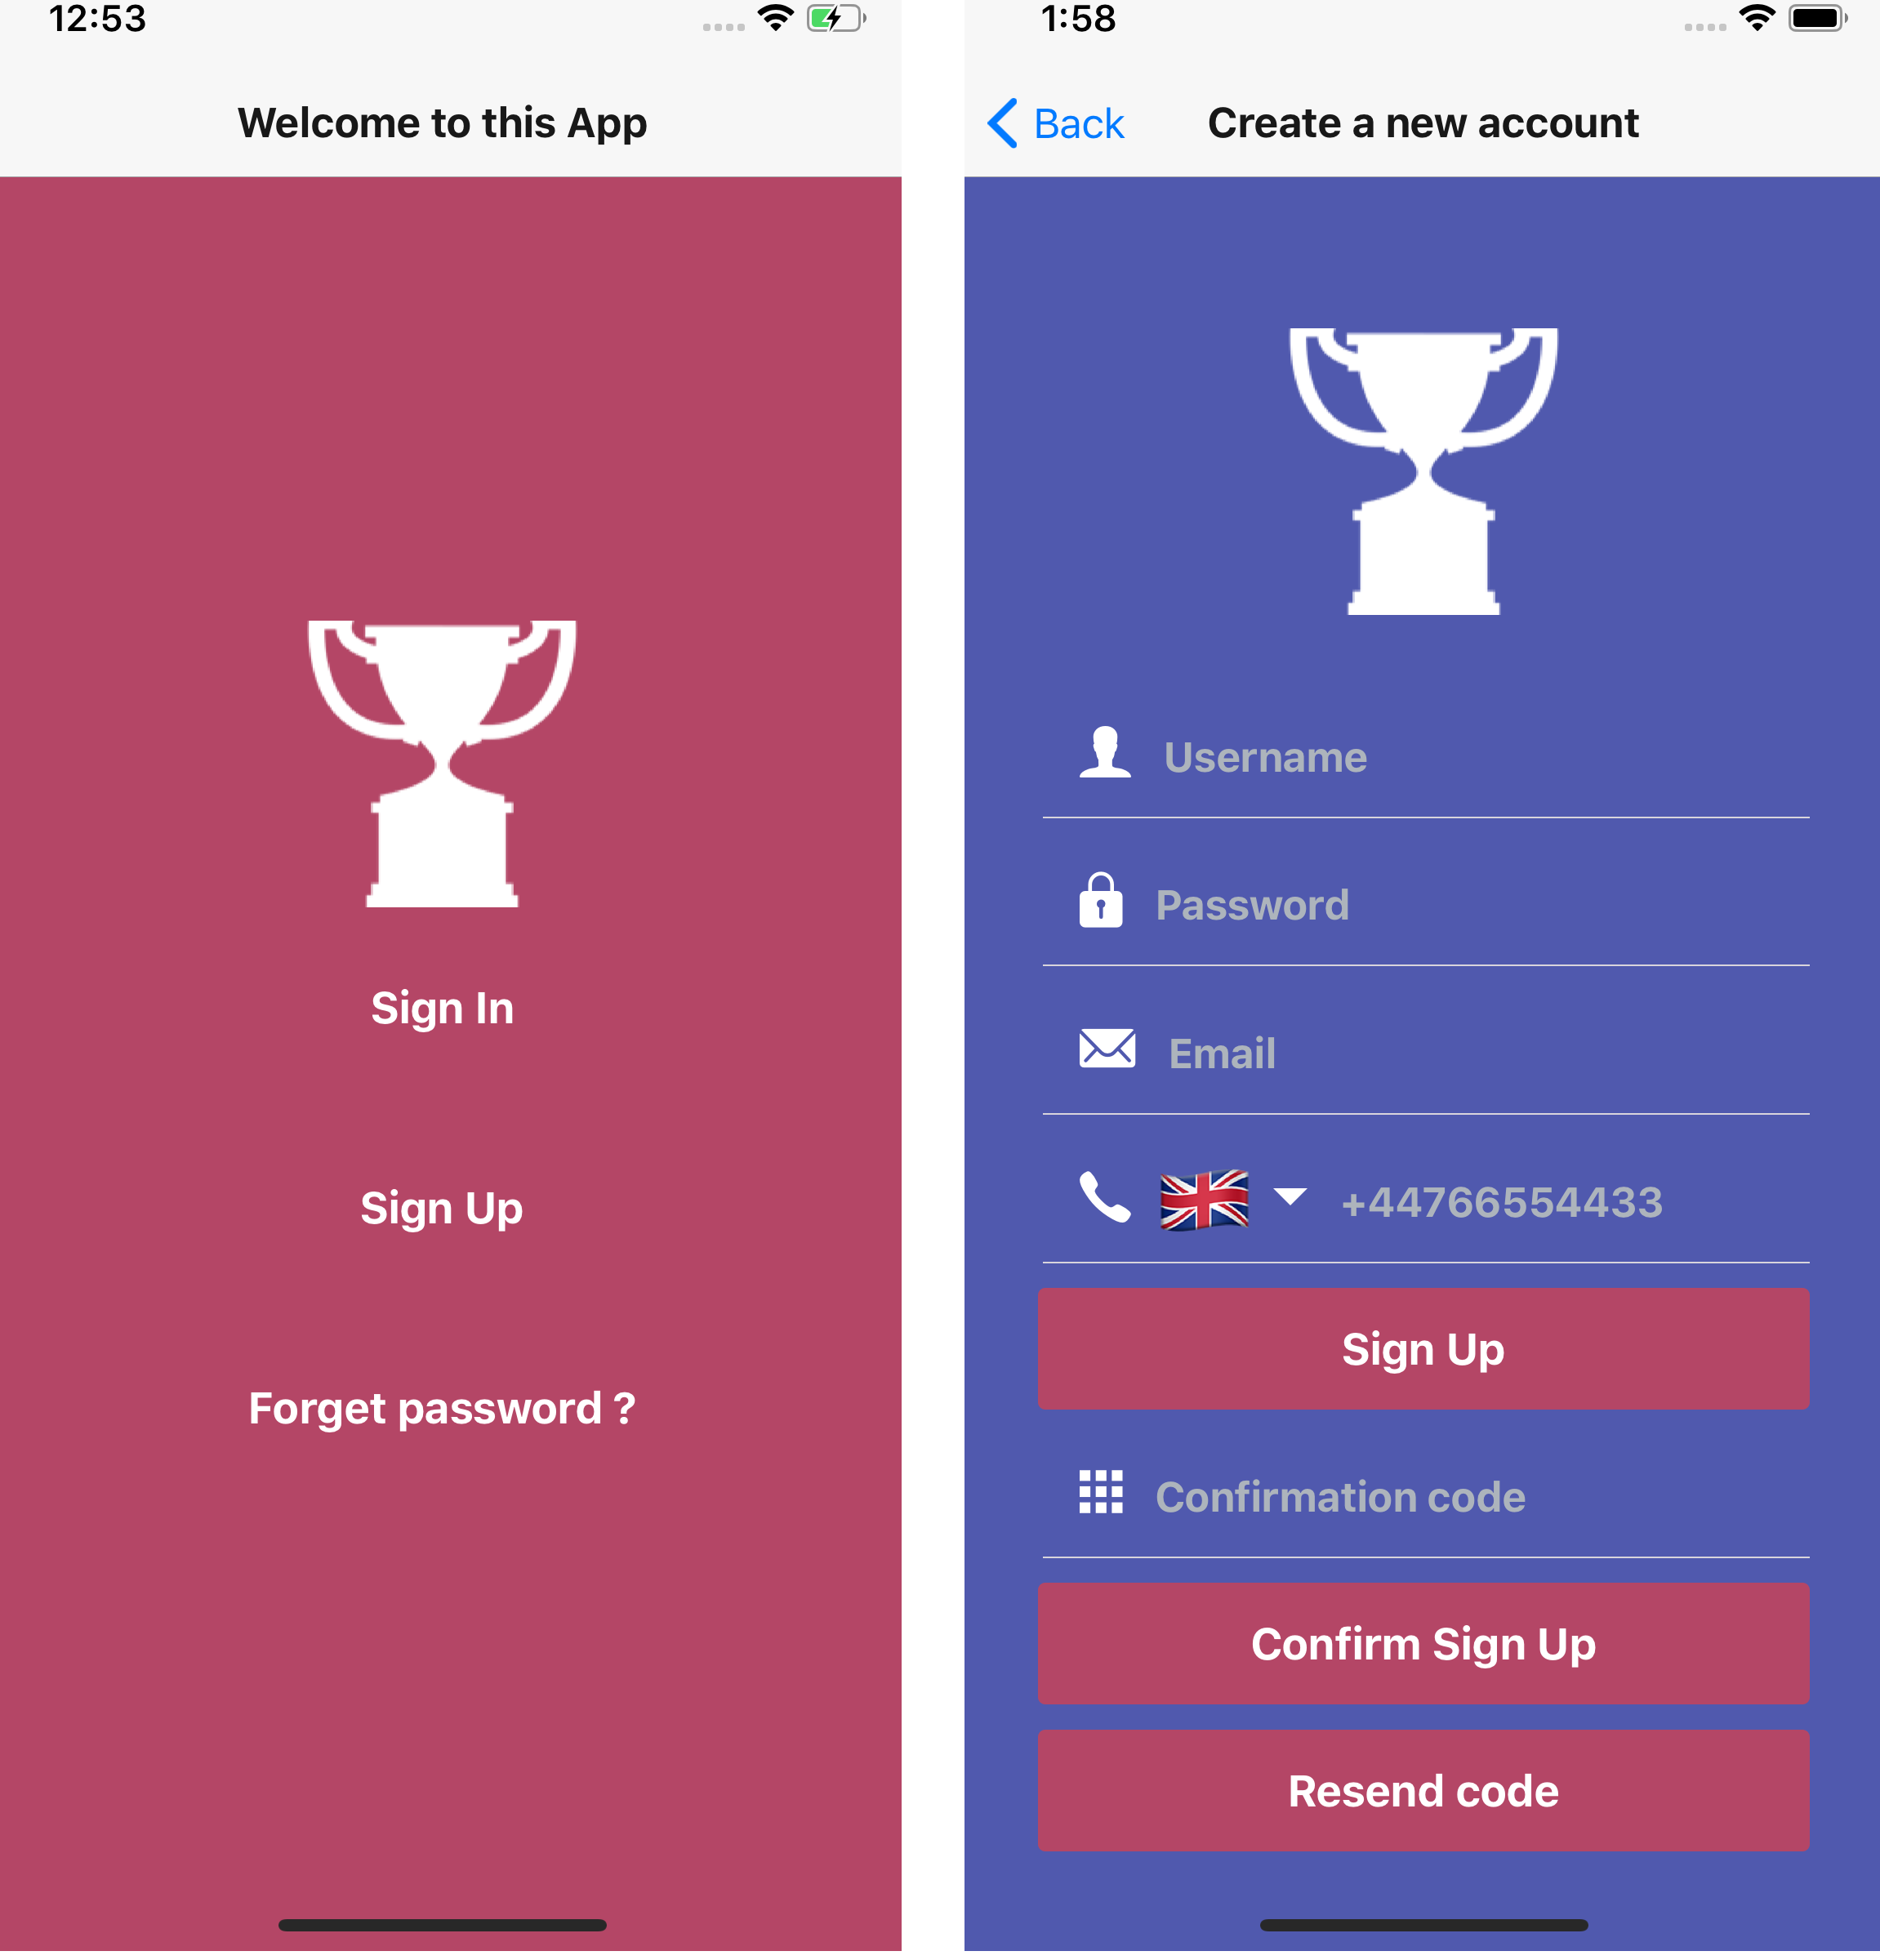 12:53
Welcome to this App
Sign In
Sign Up
Forget password ?
1:58
Back
Create a new account
Username
Password
Email
+44766554433
Sign Up
Confirmation code
Confirm Sign Up
Resend code